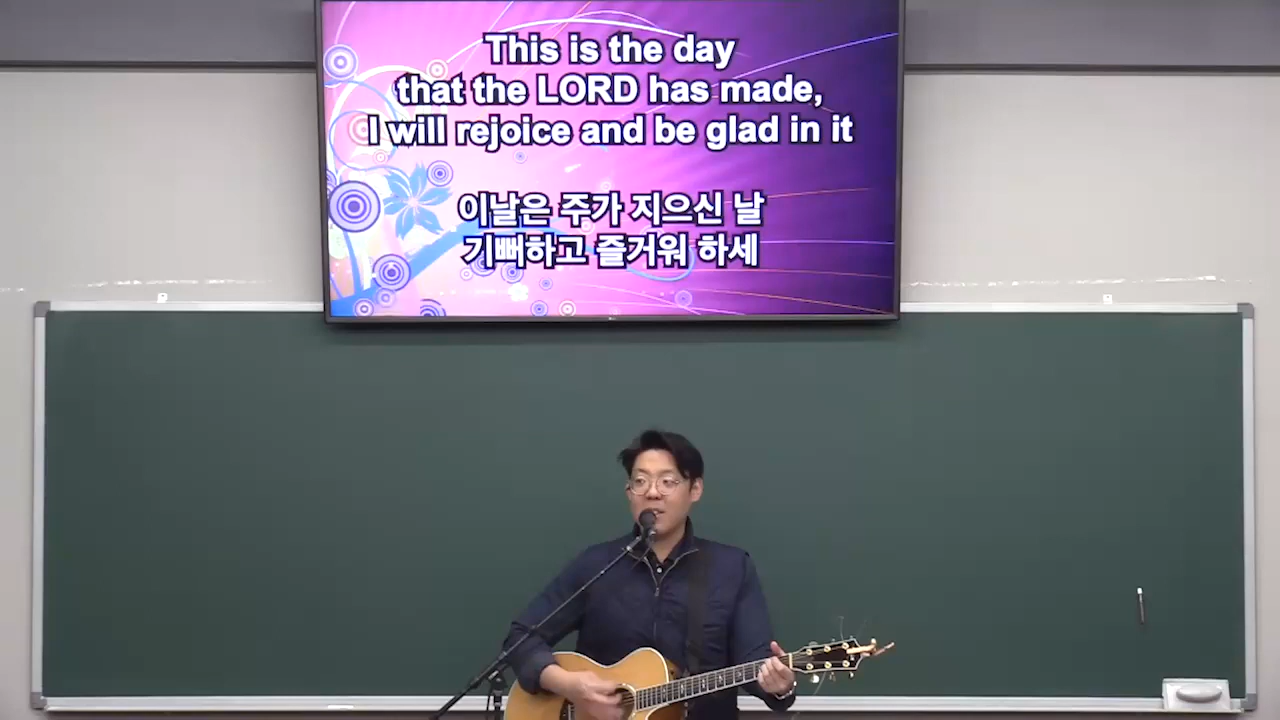 This is the day
that the LORD has made,
I will rejoice and be glad in it
이날은 주가 지으신 날
기뻐하고 즐거워 하세